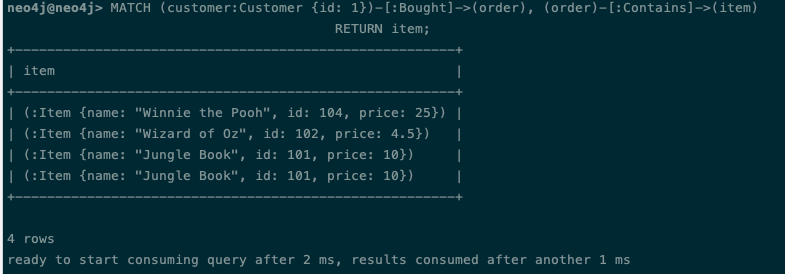 neo4j@neo4j> MATCH (customer:Customer {id: 1})-[:Bought]->(order), (order)-[:Contains]->(item)
RETURN item;
+------------------------------------------------------+
| item                                                 |
+------------------------------------------------------+
| (:Item {name: "Winnie the Pooh", id: 104, price: 25}) |
| (:Item {name: "Wizard of Oz", id: 102, price: 4.5})   |
| (:Item {name: "Jungle Book", id: 101, price: 10})     |
| (:Item {name: "Jungle Book", id: 101, price: 10})     |
+------------------------------------------------------+
4 rows
ready to start consuming query after 2 ms, results consumed after another 1 ms